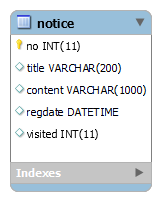 notice
no INT(11)
title VARCHAR(200)
content VARCHAR(1000)
regdate DATETIME
visited INT(11)
Indexes